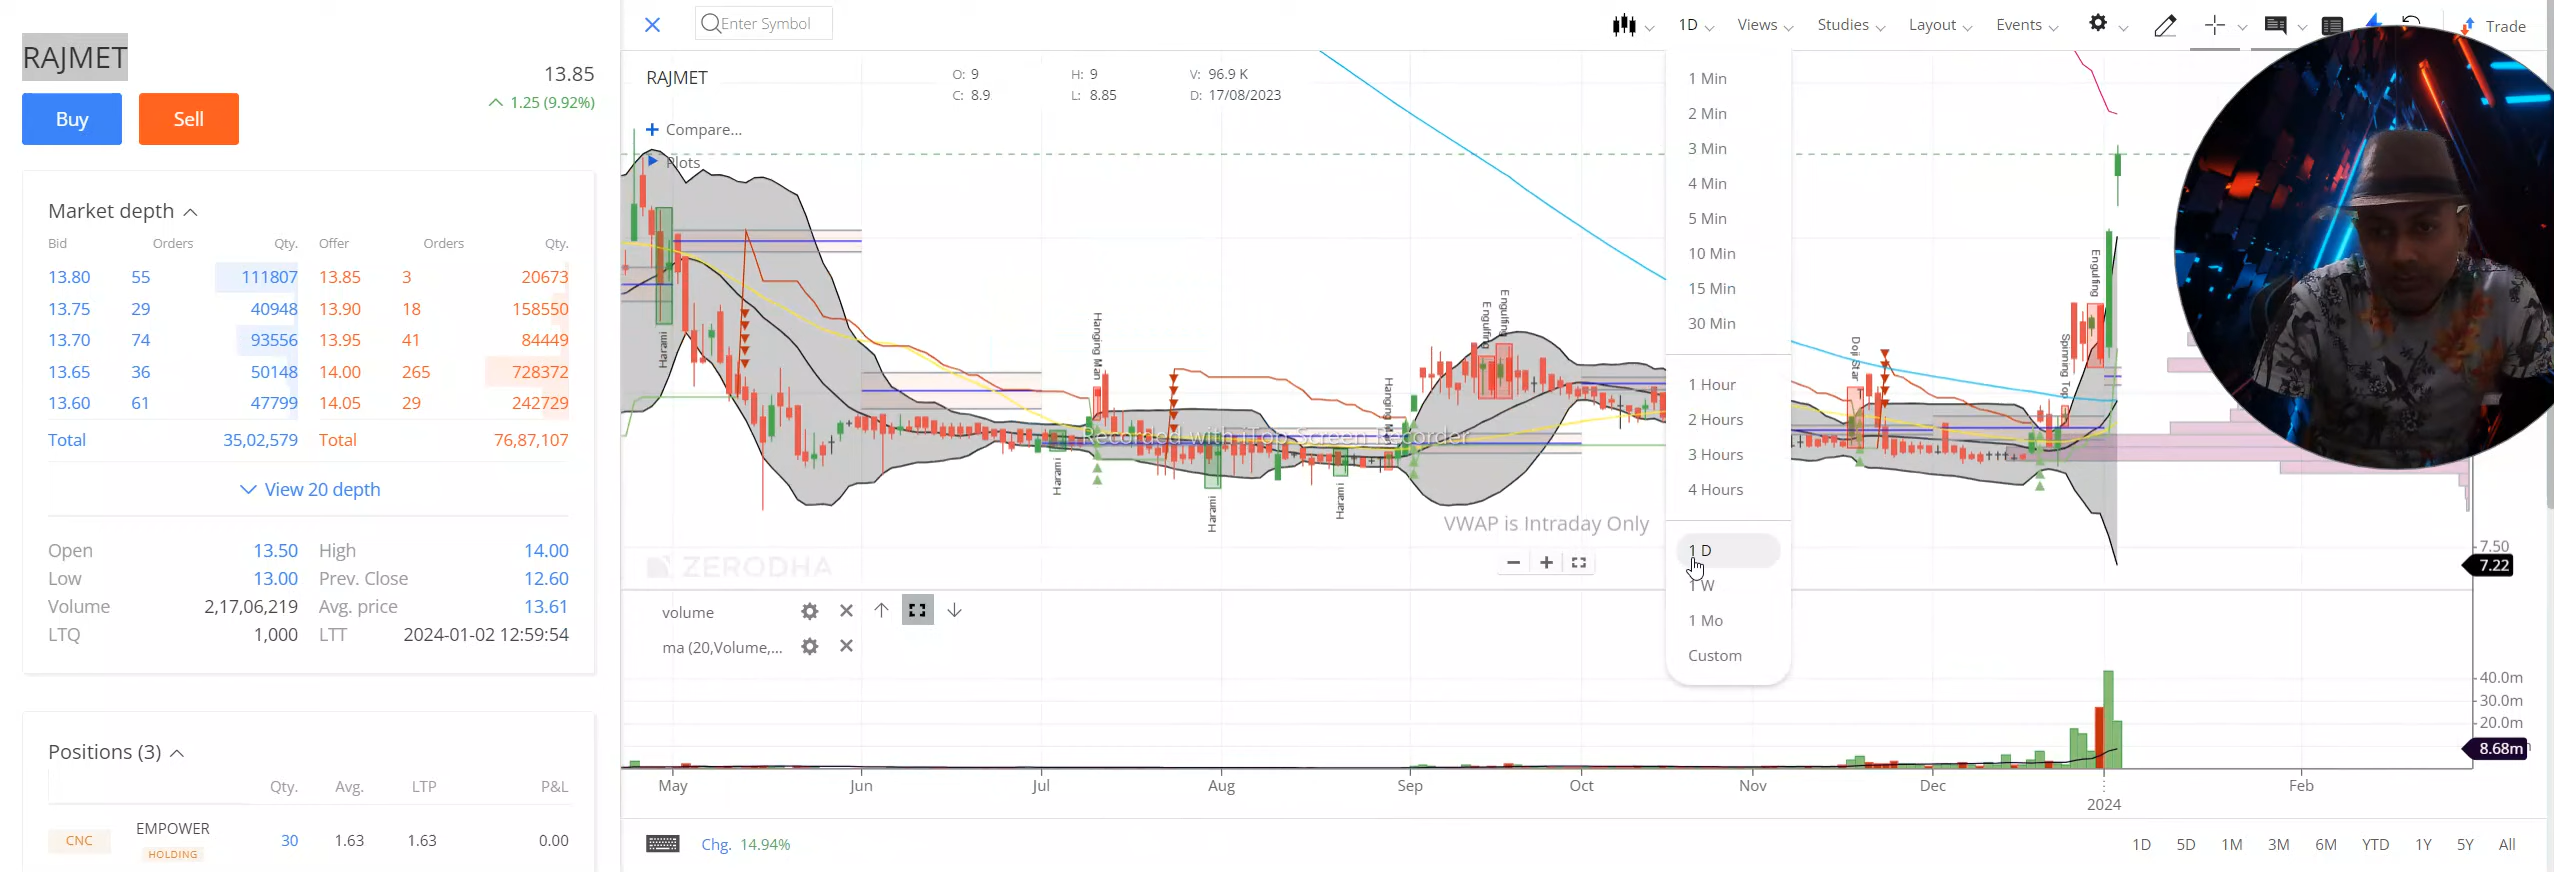 RAJMET
13.85
1.25 (9.92%)
Buy
Sell
Market depth
Bid Orders Qty. Offer Orders Qty.
13.80 55 111807 13.85 3 20673
13.75 29 40948 13.90 18 158550
13.70 74 93556 13.95 41 84449
13.65 36 50148 14.00 265 728372
13.60 61 47799 14.05 29 242729
Total 35,02,579 Total 76,87,107
View 20 depth
Open 13.50 High 14.00
Low 13.00 Prev. Close 12.60
Volume 2,17,06,219 Avg. price 13.61
LTQ 1,000 LTT 2024-01-02 12:59:54
Positions (3)
Qty. Avg. LTP P&L
CNC EMPOWER 30 1.63 1.63 0.00
HOLDING
Enter Symbol
1D Views Studies Layout Events Trade
RAJMET
O: 9 H: 9 V: 96.9 K
C: 8.9 L: 8.85 D: 17/08/2023
Compare...
Plots
1 Min
2 Min
3 Min
4 Min
5 Min
10 Min
15 Min
30 Min
1 Hour
2 Hours
3 Hours
4 Hours
1 D
1 W
1 Mo
Custom
Harami
Harami
Hanging Man
Harami
Harami
Hanging Man
Engulfing
Engulfing
Doji Star
Spinning Top
Engulfing
Recorded with iTop Screen Recorder
VWAP is Intraday Only
ZERODHA
7.50
7.22
volume
ma (20,Volume,...
40.0m
30.0m
20.0m
8.68m
May Jun Jul Aug Sep Oct Nov Dec 2024 Feb
Chg. 14.94%
1D 5D 1M 3M 6M YTD 1Y 5Y All